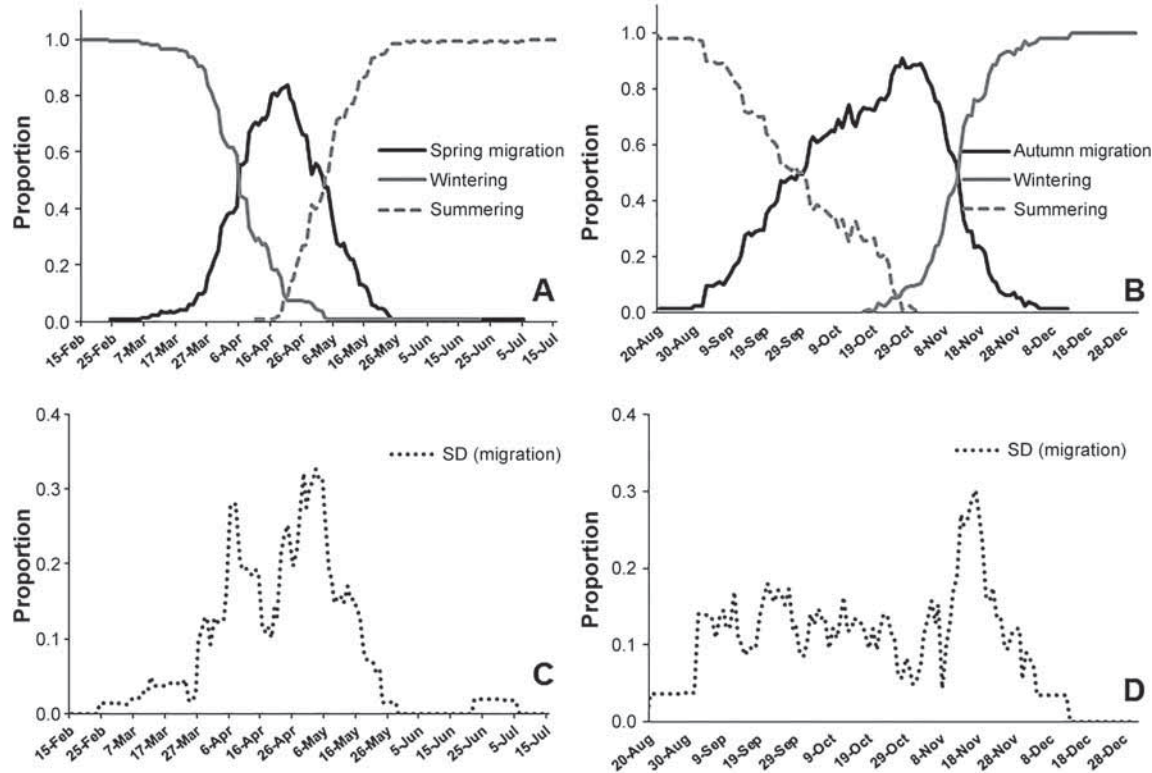 Proportion
1.0
0.8
0.6
0.4
0.2
0.0
Spring migration
Wintering
Summering
A
15-Feb
25-Feb
7-Mar
17-Mar
27-Mar
6-Apr
16-Apr
26-Apr
6-May
16-May
26-May
5-Jun
15-Jun
25-Jun
5-Jul
15-Jul
Proportion
1.0
0.8
0.6
0.4
0.2
0.0
Autumn migration
Wintering
Summering
B
20-Aug
30-Aug
9-Sep
19-Sep
29-Sep
9-Oct
19-Oct
29-Oct
8-Nov
18-Nov
28-Nov
8-Dec
18-Dec
28-Dec
Proportion
0.4
0.3
0.2
0.1
0.0
SD (migration)
C
15-Feb
25-Feb
7-Mar
17-Mar
27-Mar
6-Apr
16-Apr
26-Apr
6-May
16-May
26-May
5-Jun
15-Jun
25-Jun
5-Jul
15-Jul
Proportion
0.4
0.3
0.2
0.1
0.0
SD (migration)
D
20-Aug
30-Aug
9-Sep
19-Sep
29-Sep
9-Oct
19-Oct
29-Oct
8-Nov
18-Nov
28-Nov
8-Dec
18-Dec
28-Dec